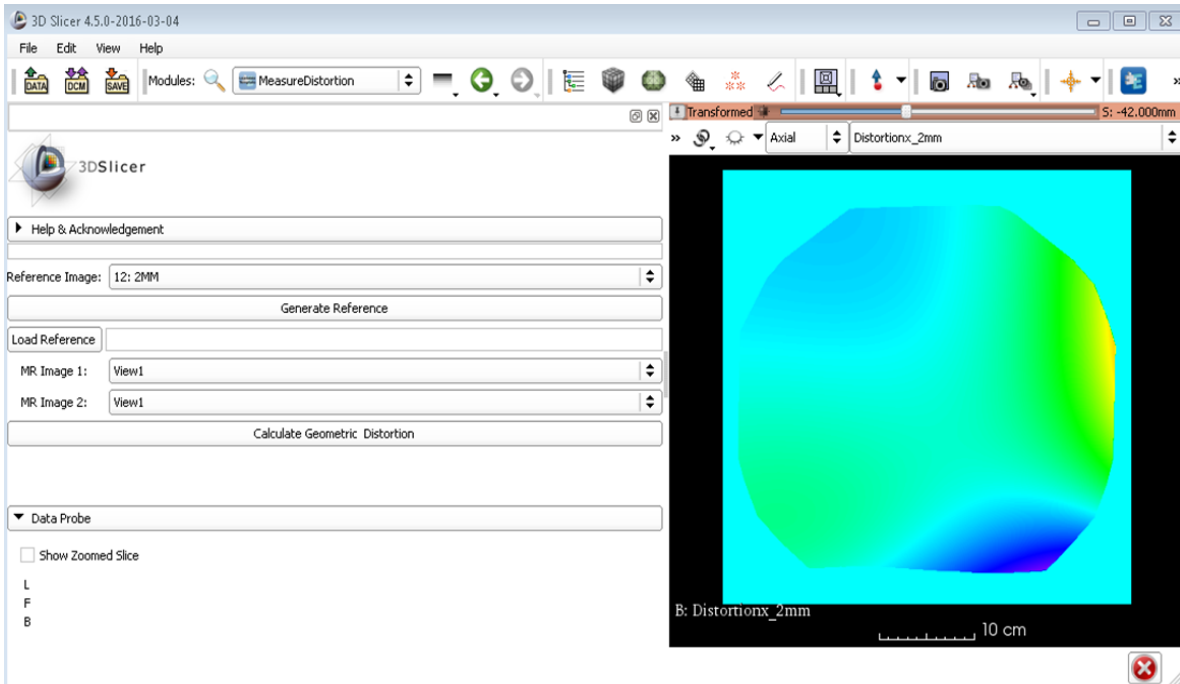 3D Slicer 4.5.0-2016-03-04
File Edit View Help
DATA DCM SAVE Modules: MeasureDistortion
Transformed S: -42.000mm
» Axial Distortionx_2mm
3DSlicer
Help & Acknowledgement
Reference Image: 12: 2MM
Generate Reference
Load Reference
MR Image 1: View1
MR Image 2: View1
Calculate Geometric Distortion
Data Probe
Show Zoomed Slice
L
F
B
B: Distortionx_2mm
10 cm